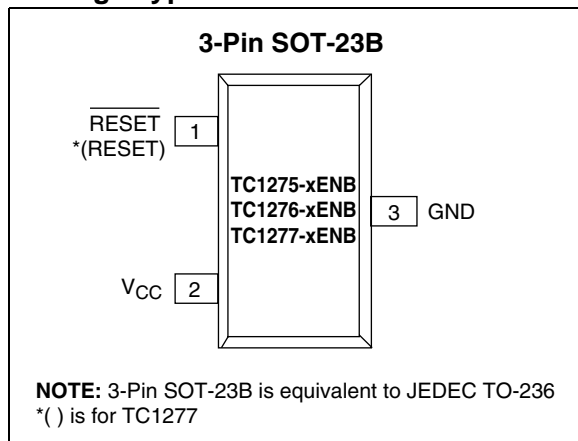 3-Pin SOT-23B
RESET
*(RESET)
1
TC1275-xENB
TC1276-xENB
TC1277-xENB
3 GND
VCC 2
NOTE: 3-Pin SOT-23B is equivalent to JEDEC TO-236
*( ) is for TC1277